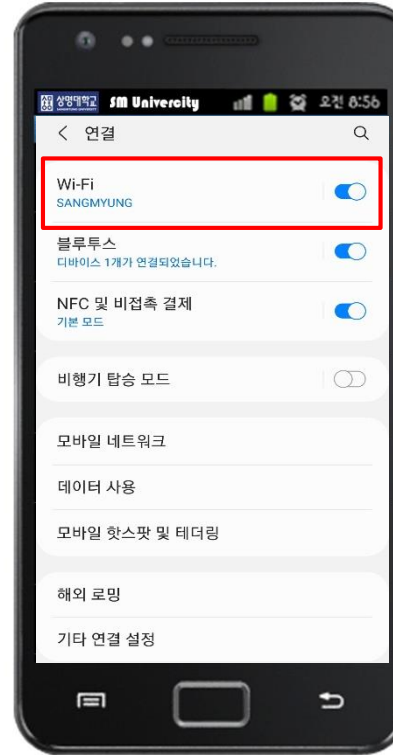 상명대학교 SM Univercity 오전 8:56
연결
Wi-Fi
SANGMYUNG
블루투스
디바이스 1개가 연결되었습니다.
NFC 및 비접촉 결제
기본 모드
비행기 탑승 모드
모바일 네트워크
데이터 사용
모바일 핫스팟 및 테더링
해외 로밍
기타 연결 설정